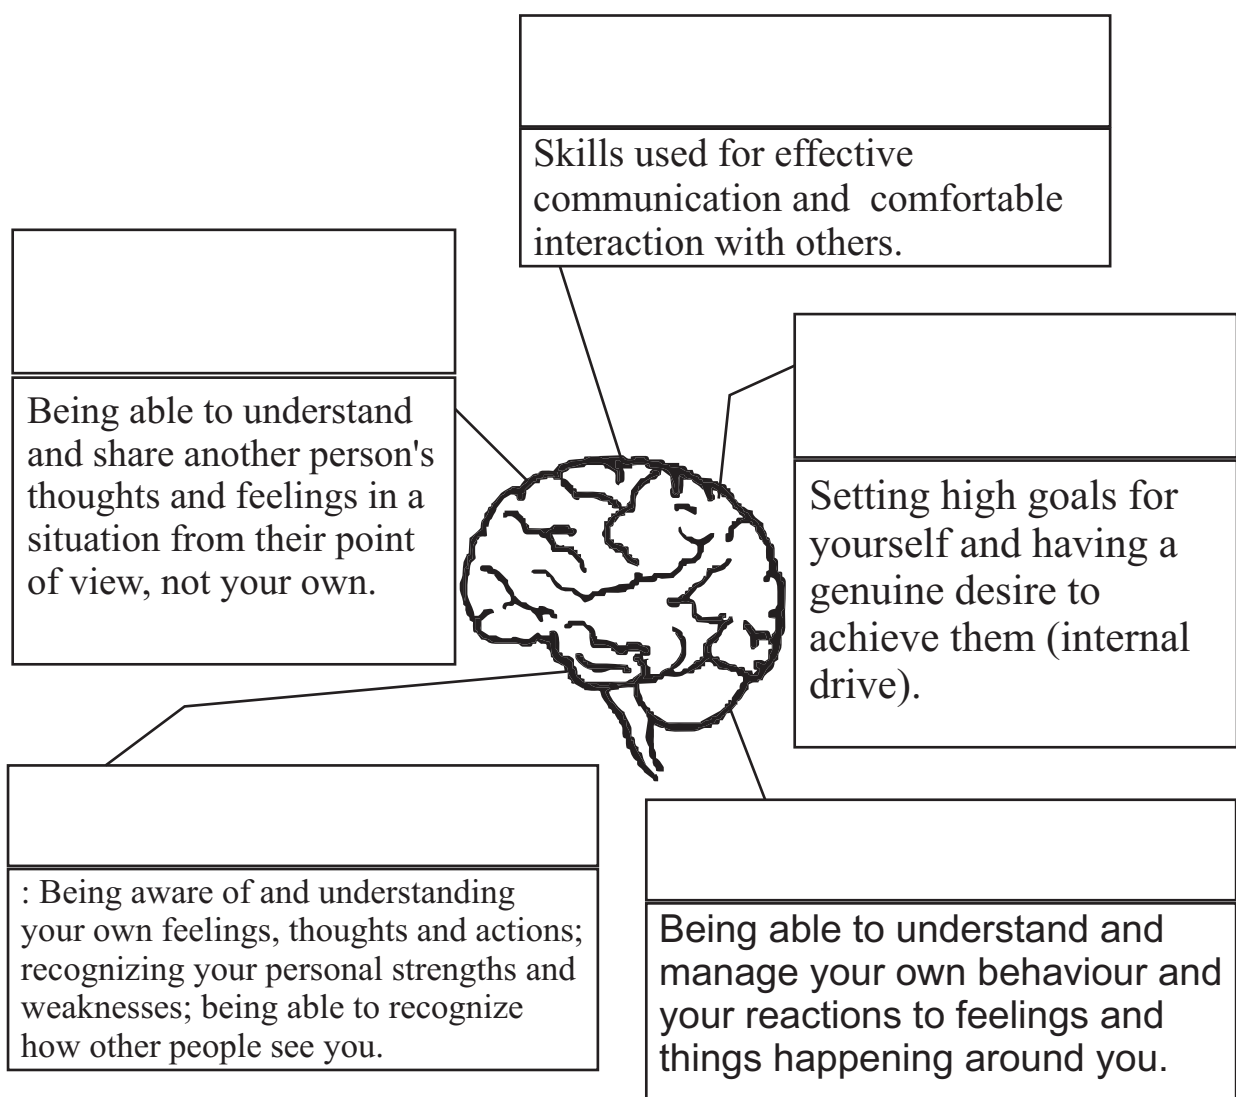 Skills used for effective
communication and  comfortable
interaction with others.
Being able to understand
and share another person's
thoughts and feelings in a
situation from their point
of view, not your own.
Setting high goals for
yourself and having a
genuine desire to
achieve them (internal
drive).
: Being aware of and understanding
your own feelings, thoughts and actions;
recognizing your personal strengths and
weaknesses; being able to recognize
how other people see you.
Being able to understand and
manage your own behaviour and
your reactions to feelings and
things happening around you.